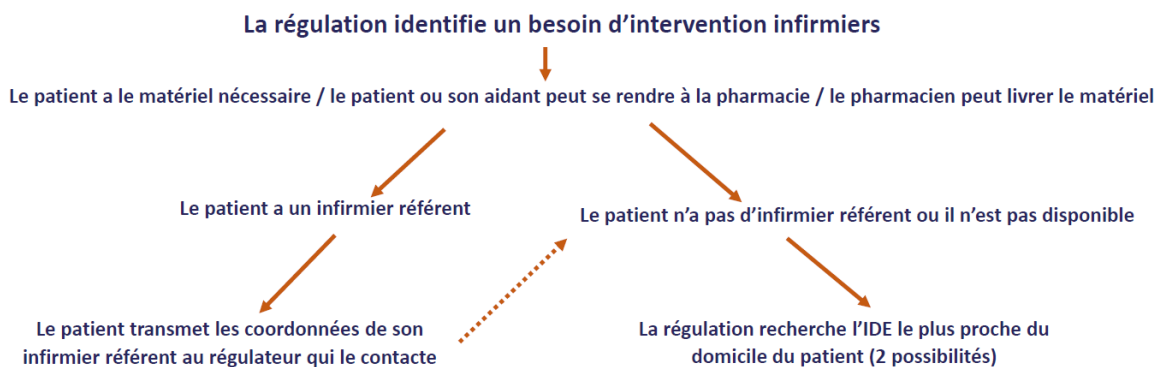 La régulation identifie un besoin d’intervention infirmiers
Le patient a le matériel nécessaire / le patient ou son aidant peut se rendre à la pharmacie / le pharmacien peut livrer le matériel
Le patient a un infirmier référent
Le patient n’a pas d’infirmier référent ou il n’est pas disponible
Le patient transmet les coordonnées de son
infirmier référent au régulateur qui le contacte
La régulation recherche l’IDE le plus proche du
domicile du patient (2 possibilités)